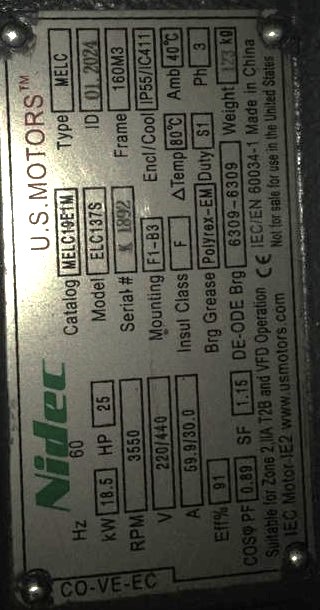 Nidec U.S. MOTORS™
Hz 60 Catalog MELC19E1M Type MELC
kW 18.5 HP 25 Model ELC137S ID 01.2024
RPM 3550 Serial # K 1892 Frame 160M3
V 220/440 Mounting F1-B3 Encl/Cool IP55/IC411
A 59.9/30.0 Insul Class F ΔTemp 80°C Amb 40°C
Eff% 91 Brg Grease Polyrex-EM Duty S1 Ph 3
COSΦPF 0.89 SF 1.15 DE-ODE Brg 6309-6309 Weight kg
Suitable for Zone 2,IIA T2B and VFD Operation CE IEC/EN 60034-1 Made in China
IEC Motor-IE2 www.usmotors.com Not for sale for use in the United States
CO-VE-EC